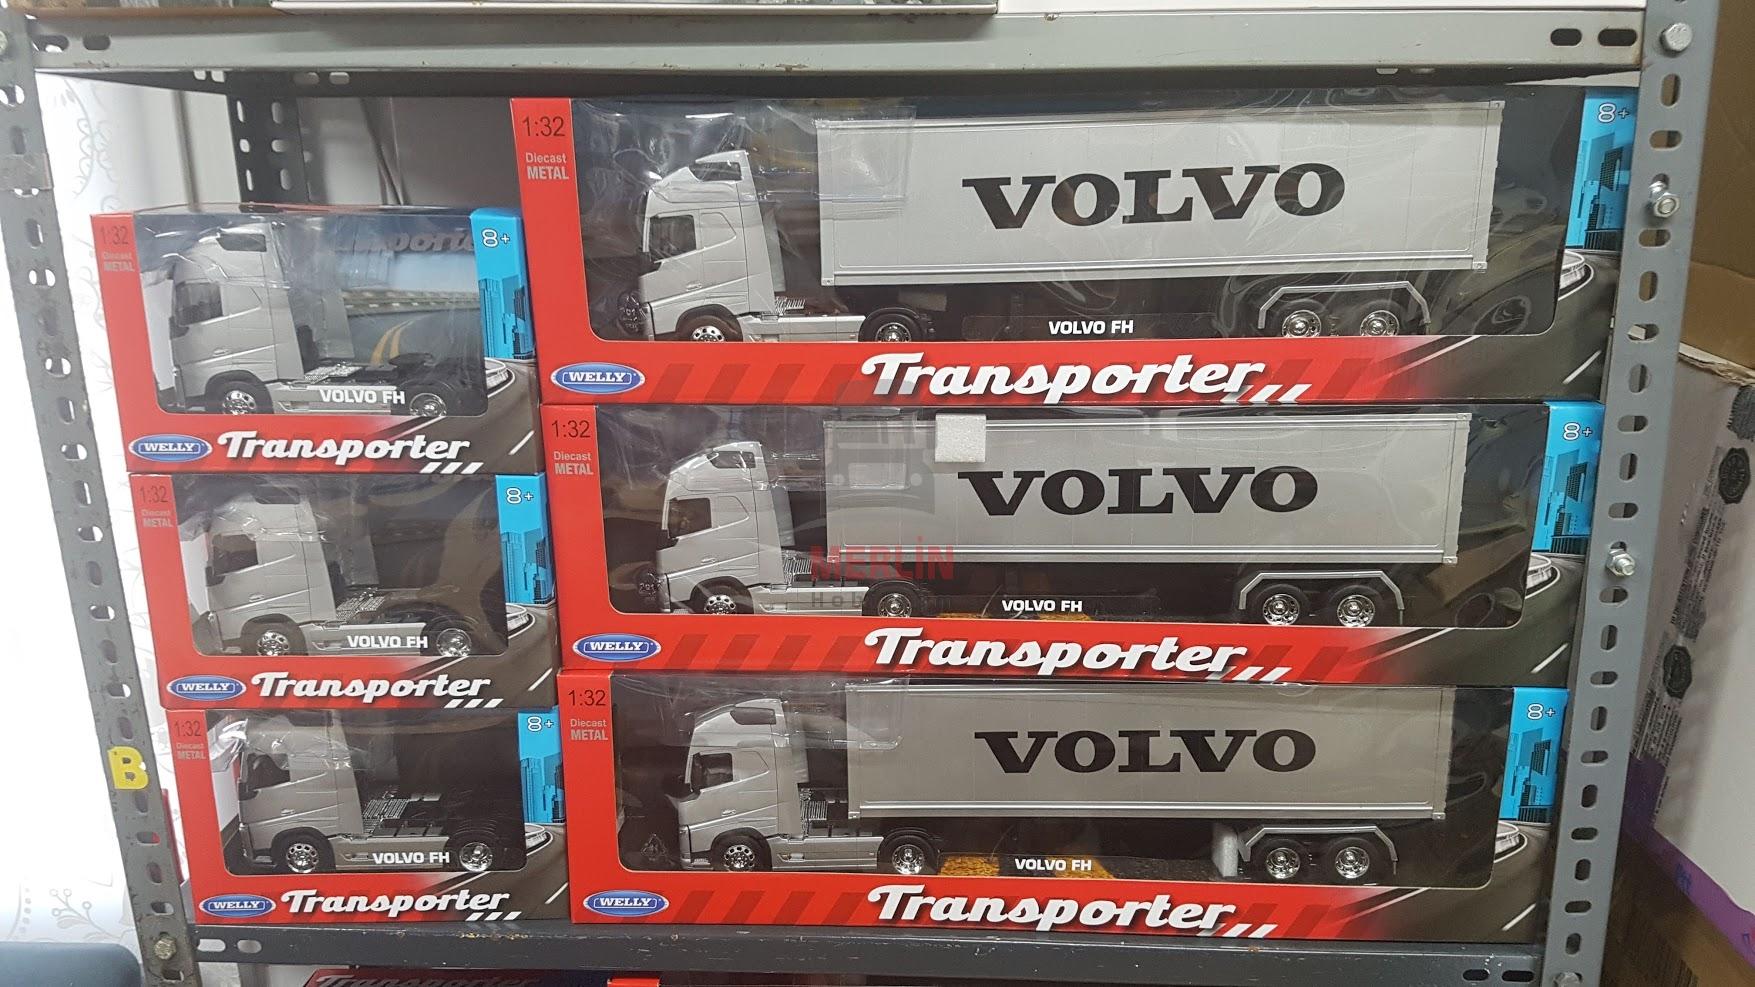 1:32
Diecast
METAL
8+
VOLVO
VOLVO FH
WELLY
Transporter
1:32
Diecast
METAL
8+
VOLVO FH
WELLY
Transporter
1:32
Diecast
METAL
8+
VOLVO
VOLVO FH
WELLY
Transporter
1:32
Diecast
METAL
8+
VOLVO FH
WELLY
Transporter
1:32
Diecast
METAL
8+
VOLVO
VOLVO FH
WELLY
Transporter
1:32
Diecast
METAL
8+
VOLVO FH
WELLY
Transporter
MERLİN
B
Transporter